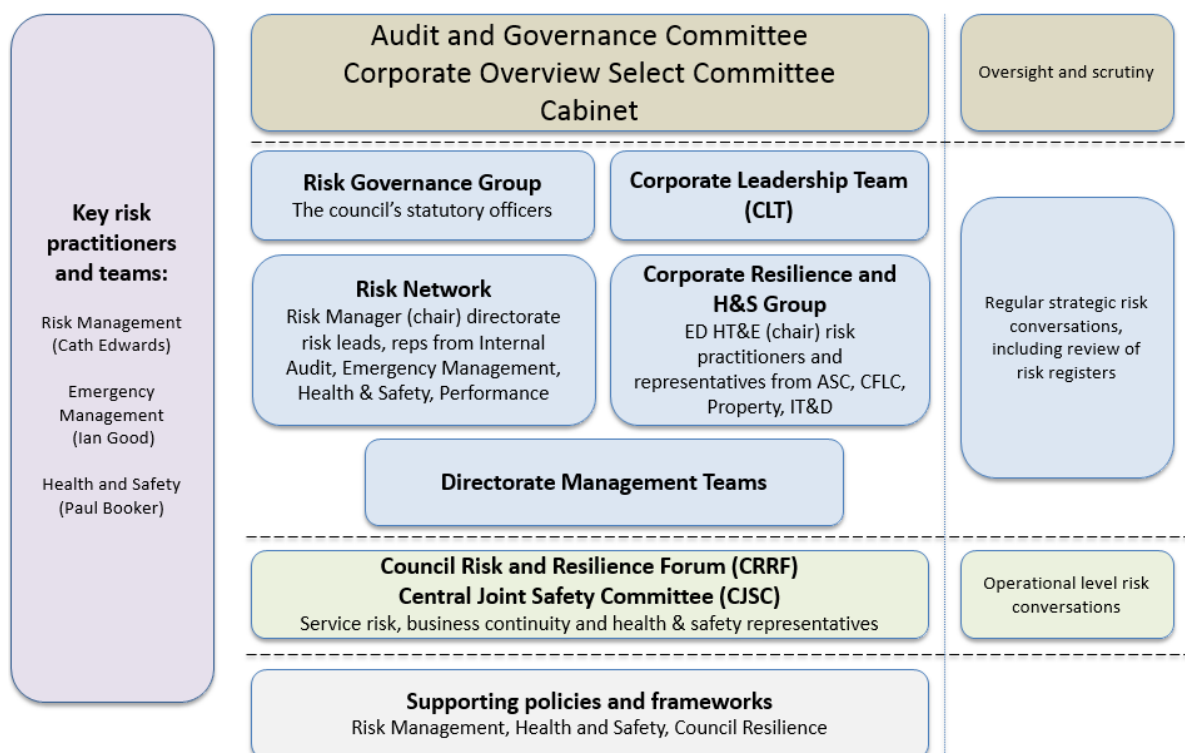 Key risk
practitioners
and teams:
Risk Management
(Cath Edwards)
Emergency
Management
(Ian Good)
Health and Safety
(Paul Booker)
Audit and Governance Committee
Corporate Overview Select Committee
Cabinet
Oversight and scrutiny
Risk Governance Group
The council's statutory officers
Corporate Leadership Team
(CLT)
Risk Network
Risk Manager (chair) directorate
risk leads, reps from Internal
Audit, Emergency Management,
Health & Safety, Performance
Corporate Resilience and
H&S Group
ED HT&E (chair) risk
practitioners and
representatives from ASC, CFLC,
Property, IT&D
Directorate Management Teams
Regular strategic risk
conversations,
including review of
risk registers
Council Risk and Resilience Forum (CRRF)
Central Joint Safety Committee (CJSC)
Service risk, business continuity and health & safety representatives
Operational level risk
conversations
Supporting policies and frameworks
Risk Management, Health and Safety, Council Resilience